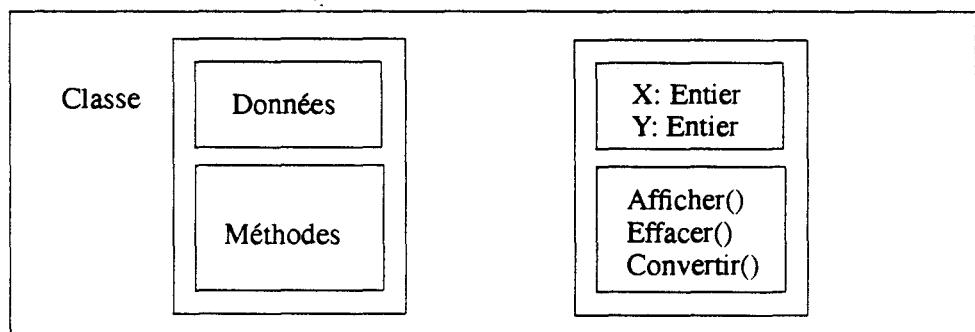 Classe
Données
Méthodes
X: Entier
Y: Entier
Afficher()
Effacer()
Convertir()